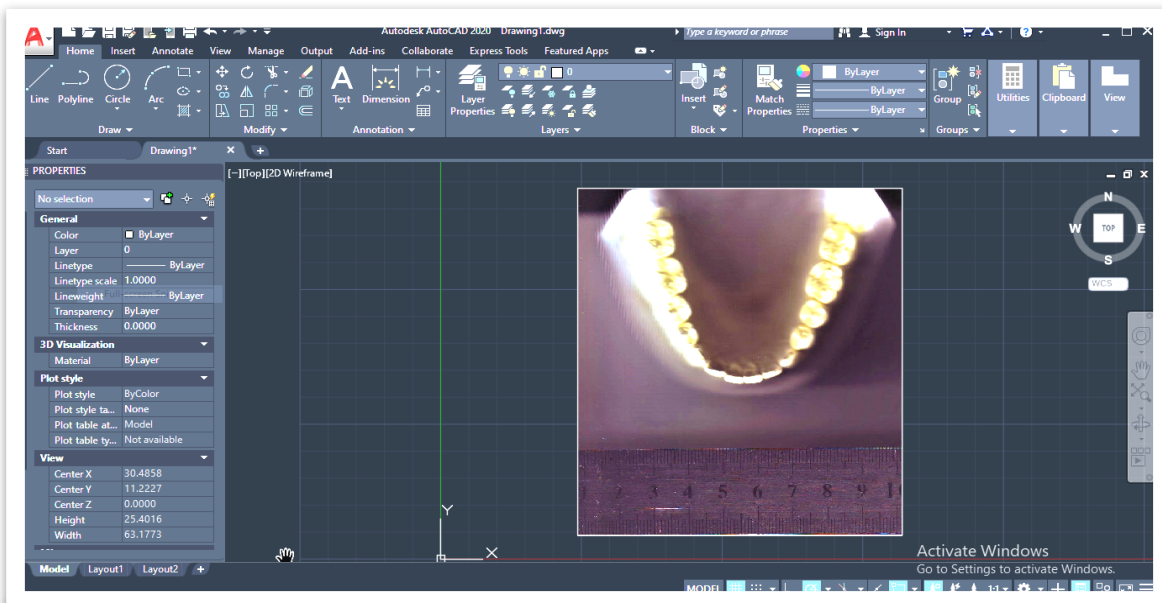 Autodesk AutoCAD 2020 Drawing1.dwg
Type a keyword or phrase
Sign In
Home Insert Annotate View Manage Output Add-ins Collaborate Express Tools Featured Apps
Line Polyline Circle Arc
Text Dimension
Layer Properties
0
Insert
Match Properties
ByLayer
ByLayer
ByLayer
Group
Utilities
Clipboard
View
Draw Modify Annotation Layers Block Properties Groups
Start Drawing1*
PROPERTIES
[−][Top][2D Wireframe]
No selection
General
Color ByLayer
Layer 0
Linetype ByLayer
Linetype scale 1.0000
Lineweight ByLayer
Transparency ByLayer
Thickness 0.0000
3D Visualization
Material ByLayer
Plot style
Plot style ByColor
Plot style ta... None
Plot table at... Model
Plot table ty... Not available
View
Center X 30.4858
Center Y 11.2227
Center Z 0.0000
Height 25.4016
Width 63.1773
N
W TOP E
S
WCS
2 3 4 5 6 7 8 9
Y
X
Activate Windows
Go to Settings to activate Windows.
Model Layout1 Layout2
MODEL
1:1